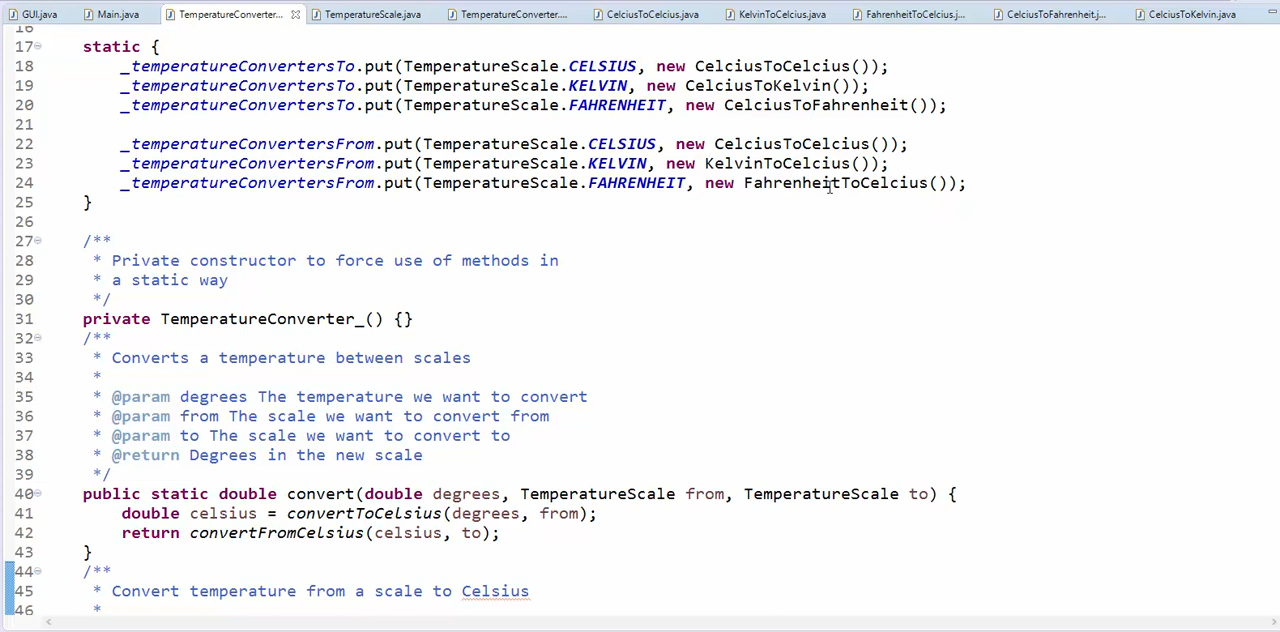 GUI.java Main.java TemperatureConverter... TemperatureScale.java TemperatureConverter.... CelciusToCelcius.java KelvinToCelcius.java FahrenheitToCelcius.j... CelciusToFahrenheit.j... CelciusToKelvin.java
16
17 static {
18 _temperatureConvertersTo.put(TemperatureScale.CELSIUS, new CelciusToCelcius());
19 _temperatureConvertersTo.put(TemperatureScale.KELVIN, new CelciusToKelvin());
20 _temperatureConvertersTo.put(TemperatureScale.FAHRENHEIT, new CelciusToFahrenheit());
21
22 _temperatureConvertersFrom.put(TemperatureScale.CELSIUS, new CelciusToCelcius());
23 _temperatureConvertersFrom.put(TemperatureScale.KELVIN, new KelvinToCelcius());
24 _temperatureConvertersFrom.put(TemperatureScale.FAHRENHEIT, new FahrenheitToCelcius());
25 }
26
27 /**
28 * Private constructor to force use of methods in
29 * a static way
30 */
31 private TemperatureConverter_() {}
32 /**
33 * Converts a temperature between scales
34 *
35 * @param degrees The temperature we want to convert
36 * @param from The scale we want to convert from
37 * @param to The scale we want to convert to
38 * @return Degrees in the new scale
39 */
40 public static double convert(double degrees, TemperatureScale from, TemperatureScale to) {
41 double celsius = convertToCelsius(degrees, from);
42 return convertFromCelsius(celsius, to);
43 }
44 /**
45 * Convert temperature from a scale to Celsius
46 *